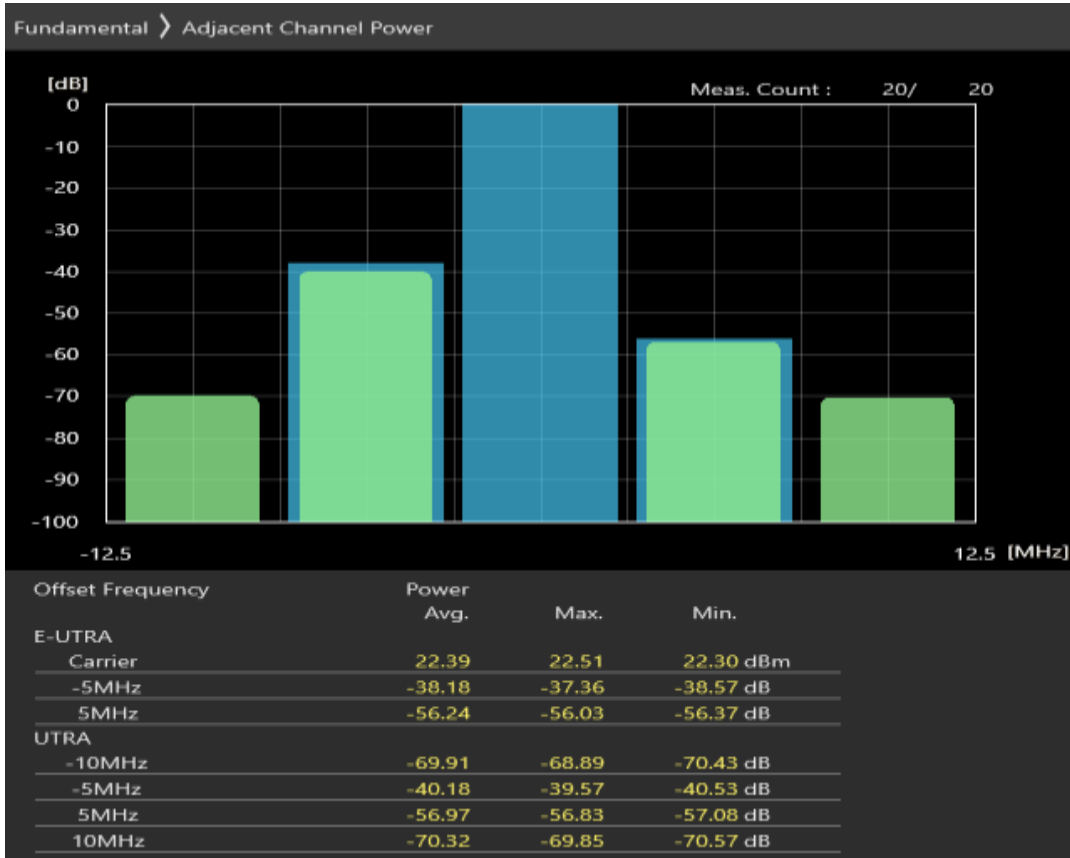 Fundamental 〉 Adjacent Channel Power
[dB]
Meas. Count : 20/ 20
0
-10
-20
-30
-40
-50
-60
-70
-80
-90
-100
-12.5 12.5 [MHz]
Offset Frequency Power
Avg. Max. Min.
E-UTRA
Carrier 22.39 22.51 22.30 dBm
-5MHz -38.18 -37.36 -38.57 dB
5MHz -56.24 -56.03 -56.37 dB
UTRA
-10MHz -69.91 -68.89 -70.43 dB
-5MHz -40.18 -39.57 -40.53 dB
5MHz -56.97 -56.83 -57.08 dB
10MHz -70.32 -69.85 -70.57 dB